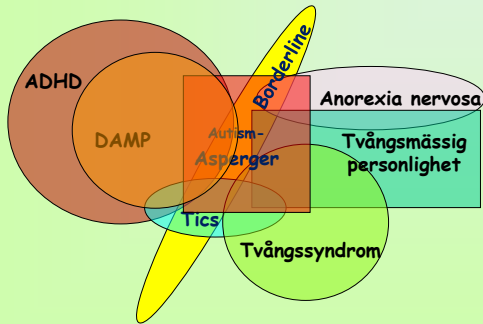 ADHD
DAMP
Borderline
Autism-
Asperger
Anorexia nervosa
Tvångsmässig
personlighet
Tics
Tvångssyndrom